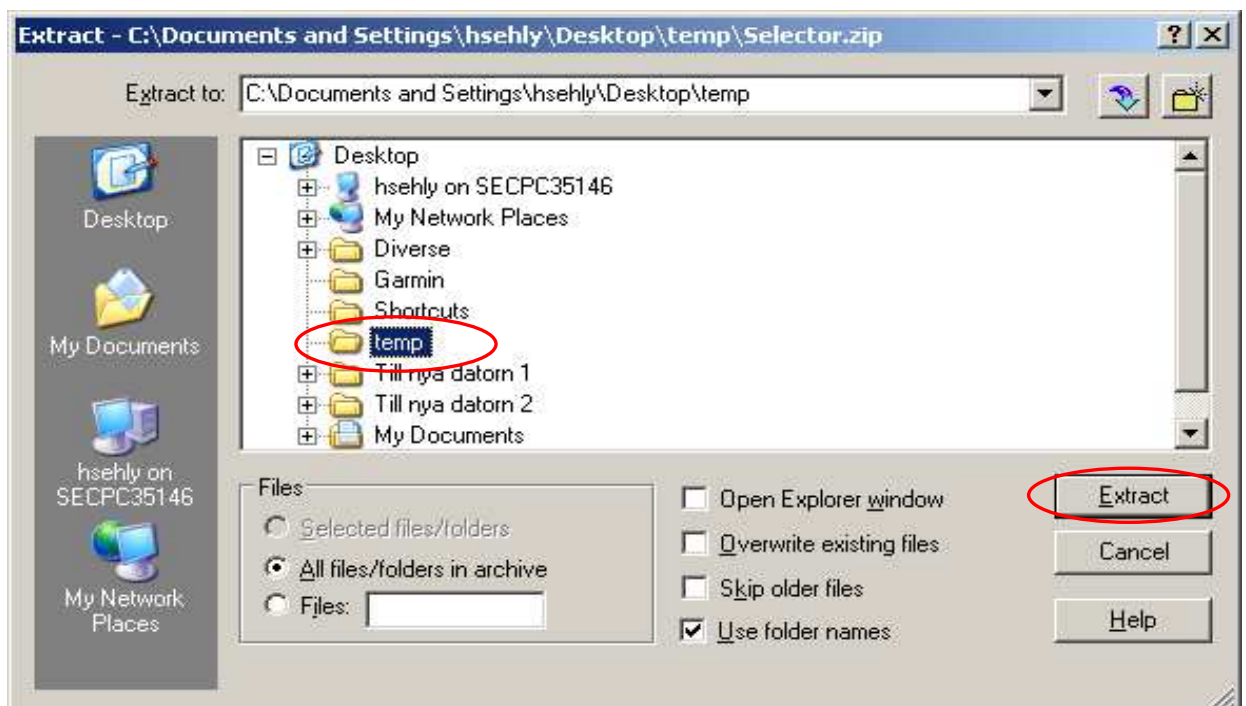 Extract - C:\Documents and Settings\hsehly\Desktop\temp\Selector.zip
Extract to: C:\Documents and Settings\hsehly\Desktop\temp
Desktop
My Documents
hsehly on
SECPC35146
My Network
Places
Desktop
hsehly on SECPC35146
My Network Places
Diverse
Garmin
Shortcuts
temp
Till nya datorn 1
Till nya datorn 2
My Documents
Files
Selected files/folders
All files/folders in archive
Files:
Open Explorer window
Overwrite existing files
Skip older files
Use folder names
Extract
Cancel
Help